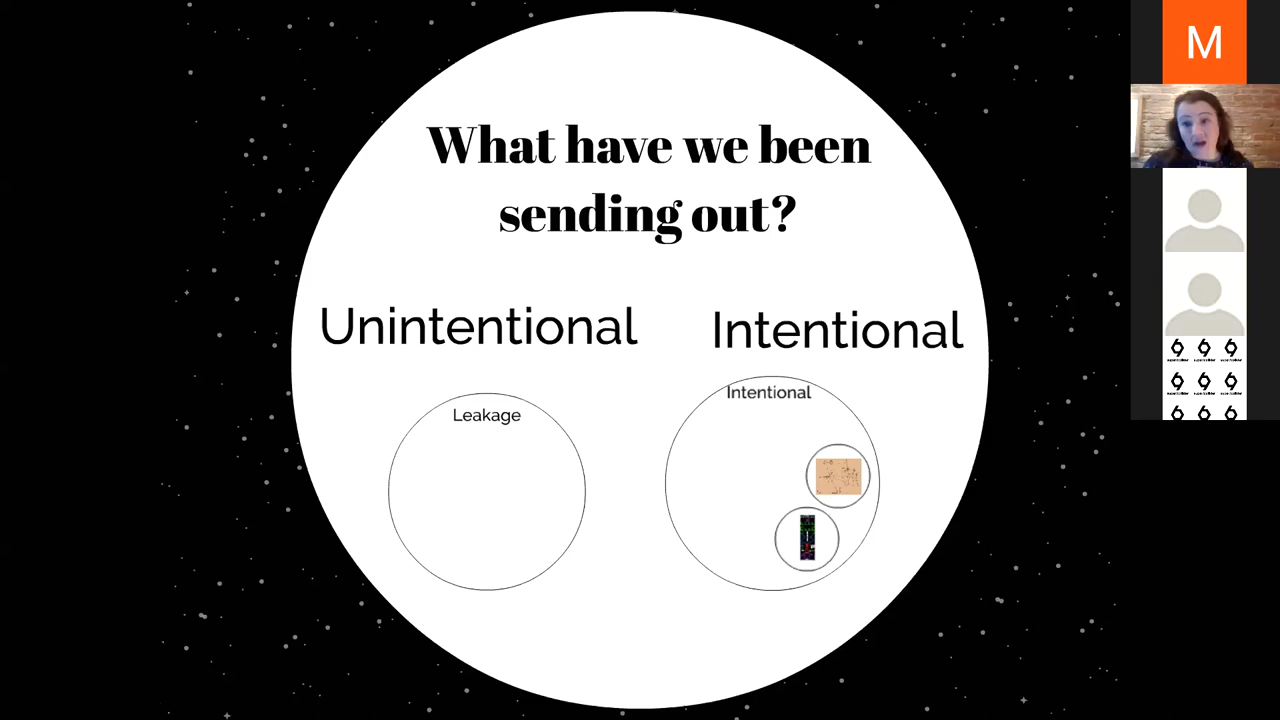 What have we been
sending out?
Unintentional
Intentional
Leakage
Intentional
M